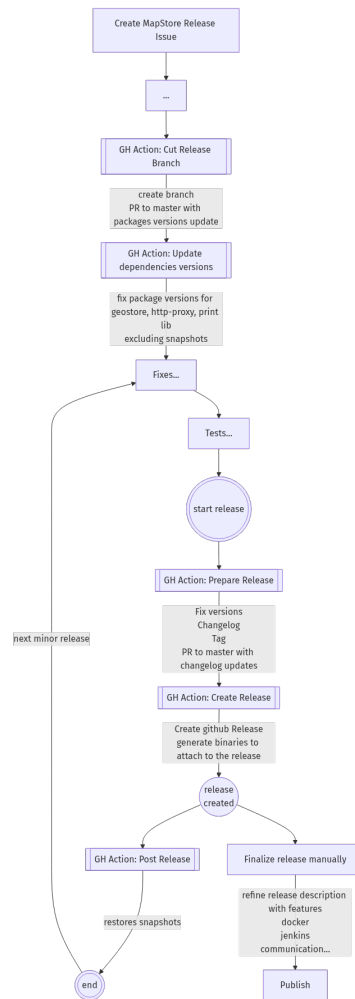 Create MapStore Release
Issue
...
GH Action: Cut Release
Branch
create branch
PR to master with
packages versions update
GH Action: Update
dependencies versions
fix package versions for
geostore, http-proxy, print
lib
excluding snapshots
Fixes...
Tests...
start release
GH Action: Prepare Release
Fix versions
Changelog
Tag
PR to master with
changelog updates
next minor release
GH Action: Create Release
Create github Release
generate binaries to
attach to the release
release
created
GH Action: Post Release
Finalize release manually
restores snapshots
refine release description
with features
docker
jenkins
communication...
end
Publish